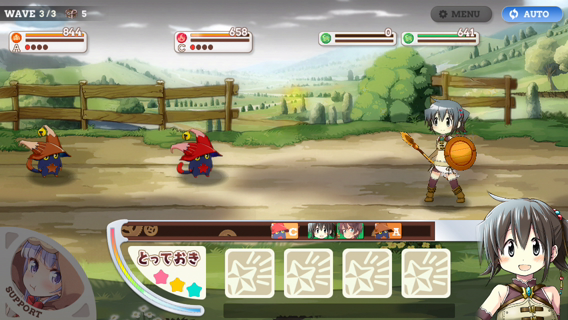 WAVE 3/3 5
MENU
AUTO
844
A
658
C
0
641
C
A
とっておき
SUPPORT